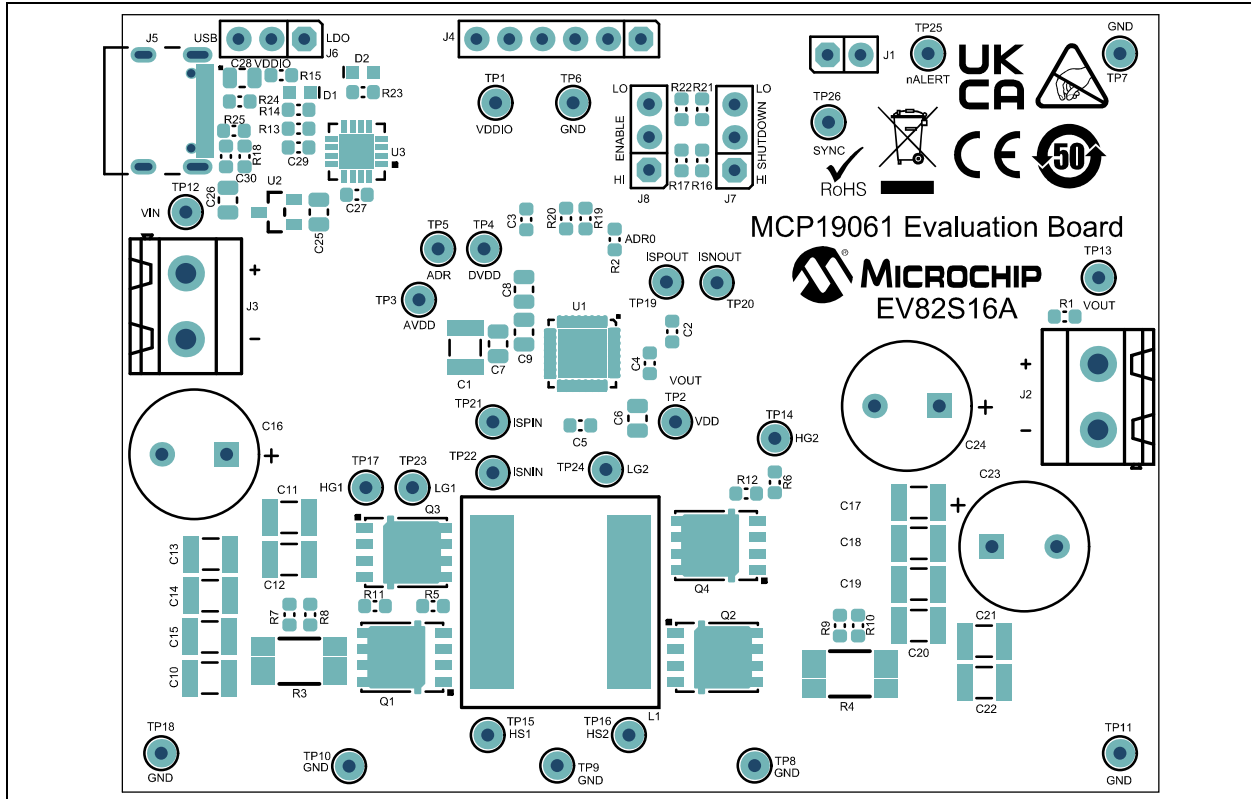 J5
USB
LDO
J6
VDDIO
C28
R15
D2
J4
R24
R14
D1
R23
R25
R13
R18
C29
C30
U3
C27
TP12
C26
U2
C25
VIN
TP1
VDDIO
TP6
GND
LO
R22
R21
LO
ENABLE
SHUTDOWN
HI
R17
R16
HI
J8
J7
J1
TP25
nALERT
GND
TP7
TP26
SYNC
UK
CA
RoHS
CE
50
MCP19061 Evaluation Board
MICROCHIP
®
EV82S16A
TP13
VOUT
R1
+
J3
-
TP5
ADR
TP4
DVDD
C3
R20
R19
ADR0
R2
TP3
AVDD
C8
U1
ISPOUT
ISNOUT
TP19
TP20
C2
C4
C1
C7
C9
VOUT
TP2
VDD
C6
C5
TP21
ISPIN
TP22
ISNIN
TP24
LG2
TP14
HG2
R12
R6
+
J2
-
+
C24
C23
+
C16
+
TP17
HG1
TP23
LG1
C11
C12
C13
C14
C15
C10
R7
R8
R3
Q3
R11
R5
Q1
Q4
Q2
L1
C17
C18
C19
C20
C21
C22
R9
R10
R4
TP18
GND
TP10
GND
TP15
HS1
TP16
HS2
TP9
GND
TP8
GND
TP11
GND